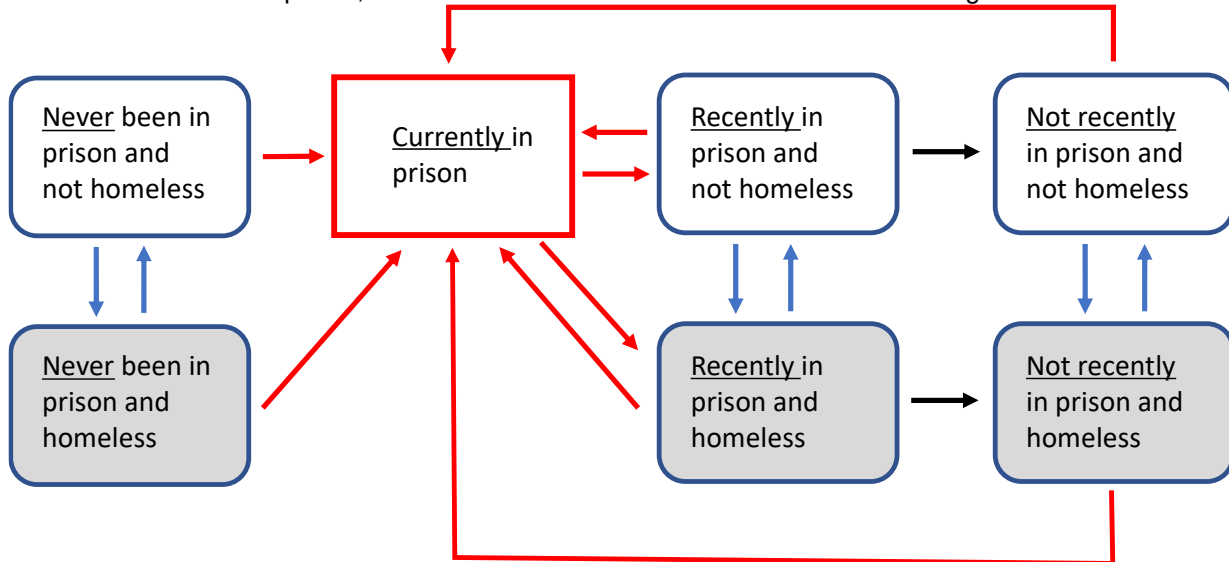 Never been in
prison and
not homeless
Currently in
prison
Recently in
prison and
not homeless
Not recently
in prison and
not homeless
Never been in
prison and
homeless
Recently in
prison and
homeless
Not recently
in prison and
homeless